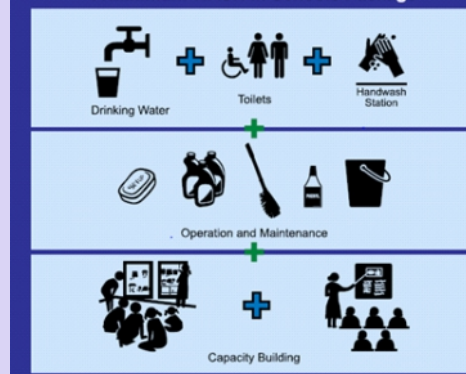 Drinking Water
Toilets
Handwash
Station
Operation and Maintenance
Capacity Building